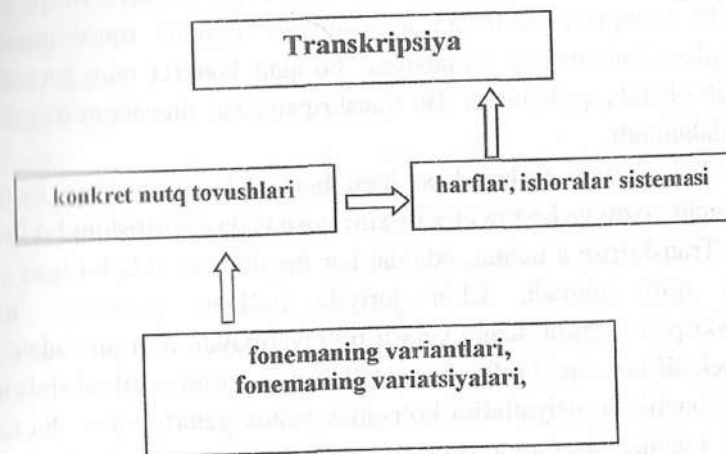 Transkripsiya
konkret nutq tovushlari
harflar, ishoralar sistemasi
fonemaning variantlari,
fonemaning variatsiyalari,